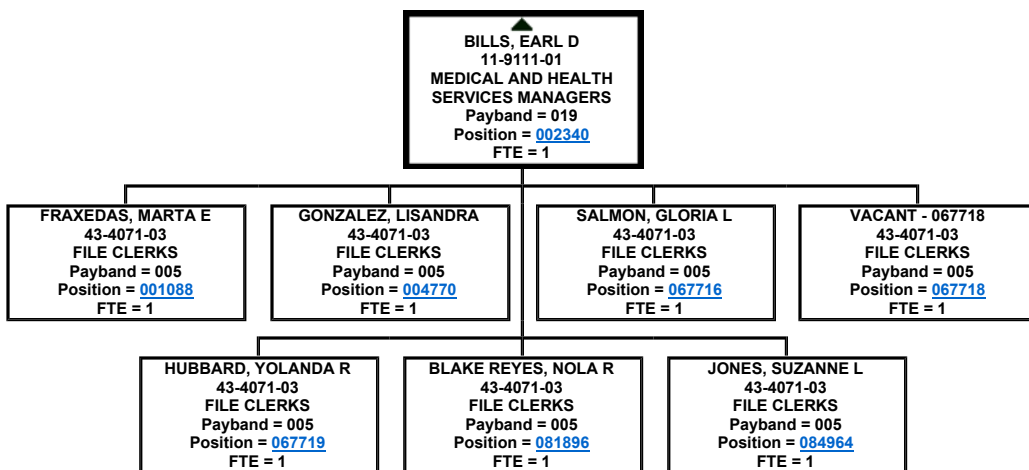 BILLS, EARL D
11-9111-01
MEDICAL AND HEALTH
SERVICES MANAGERS
Payband = 019
Position = 002340
FTE = 1
FRAXEDAS, MARTA E
43-4071-03
FILE CLERKS
Payband = 005
Position = 001088
FTE = 1
GONZALEZ, LISANDRA
43-4071-03
FILE CLERKS
Payband = 005
Position = 004770
FTE = 1
SALMON, GLORIA L
43-4071-03
FILE CLERKS
Payband = 005
Position = 067716
FTE = 1
VACANT - 067718
43-4071-03
FILE CLERKS
Payband = 005
Position = 067718
FTE = 1
HUBBARD, YOLANDA R
43-4071-03
FILE CLERKS
Payband = 005
Position = 067719
FTE = 1
BLAKE REYES, NOLA R
43-4071-03
FILE CLERKS
Payband = 005
Position = 081896
FTE = 1
JONES, SUZANNE L
43-4071-03
FILE CLERKS
Payband = 005
Position = 084964
FTE = 1